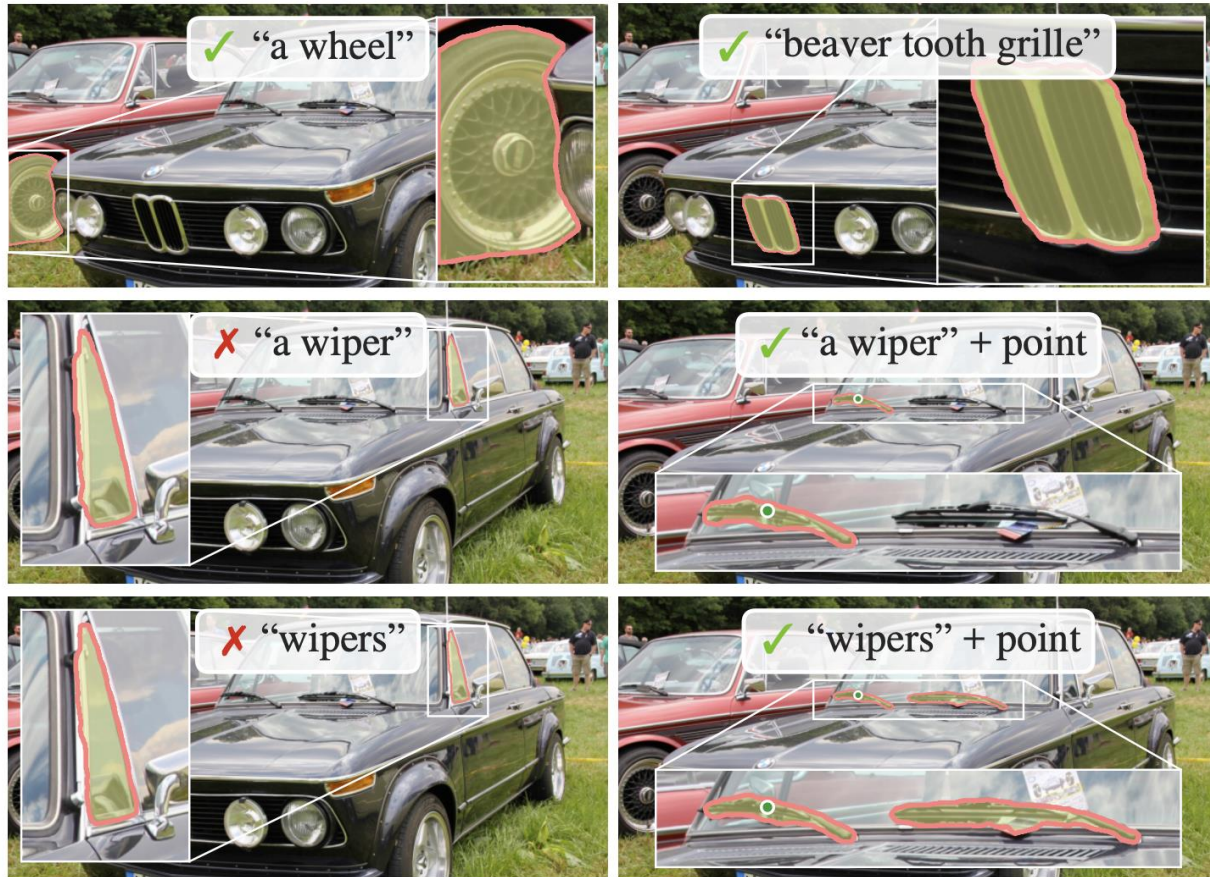 ✓ “a wheel”
✓ “beaver tooth grille”
✗ “a wiper”
✓ “a wiper” + point
✗ “wipers”
✓ “wipers” + point